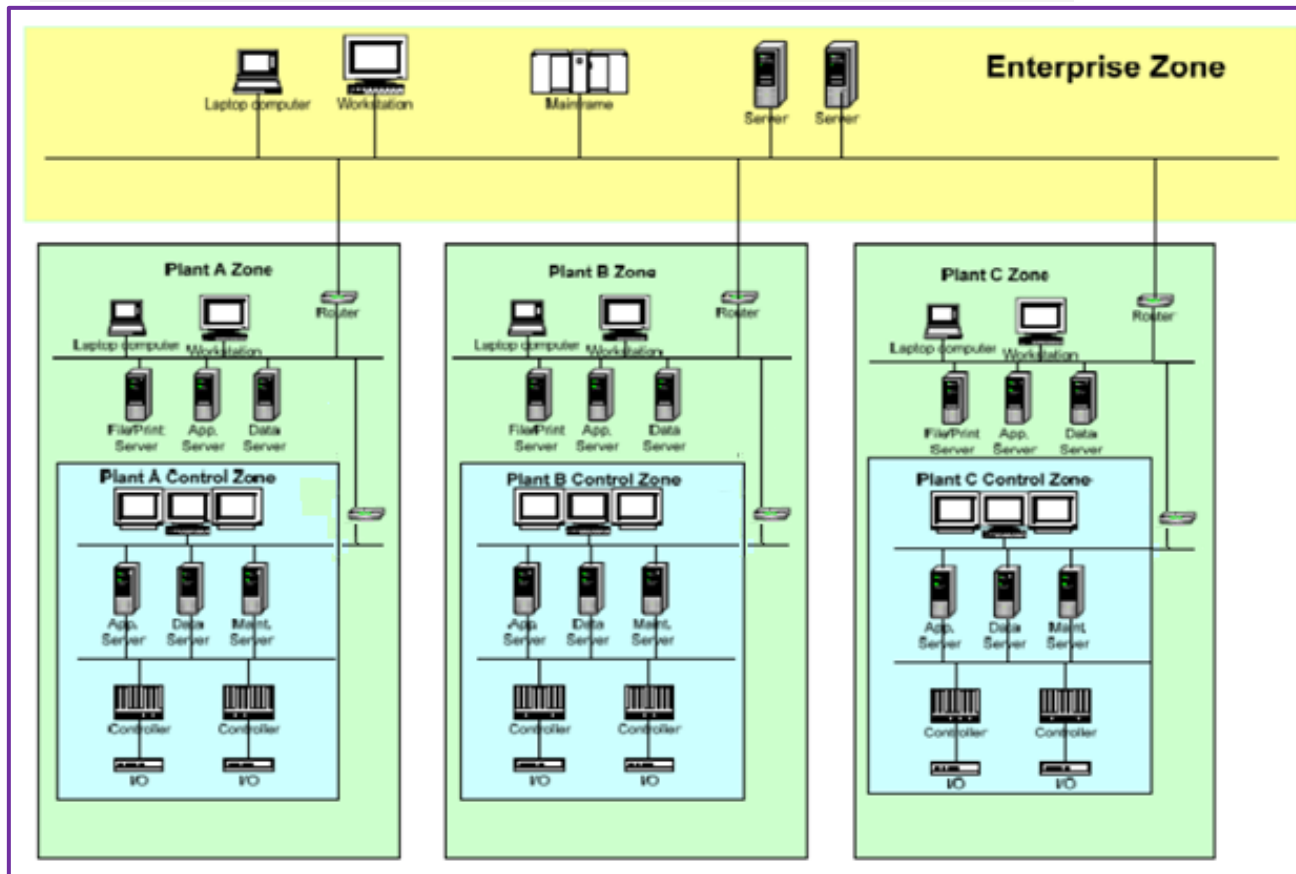 Enterprise Zone
Laptop computer
Workstation
Mainframe
Server
Server
Plant A Zone
Router
Laptop computer
Workstation
File/Print
Server
App.
Server
Data
Server
Plant A Control Zone
App.
Server
Data
Server
Maint.
Server
Controller
Controller
I/O
I/O
Plant B Zone
Router
Laptop computer
Workstation
File/Print
Server
App.
Server
Data
Server
Plant B Control Zone
App.
Server
Data
Server
Maint.
Server
Controller
Controller
I/O
I/O
Plant C Zone
Router
Laptop computer
Workstation
File/Print
Server
App.
Server
Data
Server
Plant C Control Zone
App.
Server
Data
Server
Maint.
Server
Controller
Controller
I/O
I/O